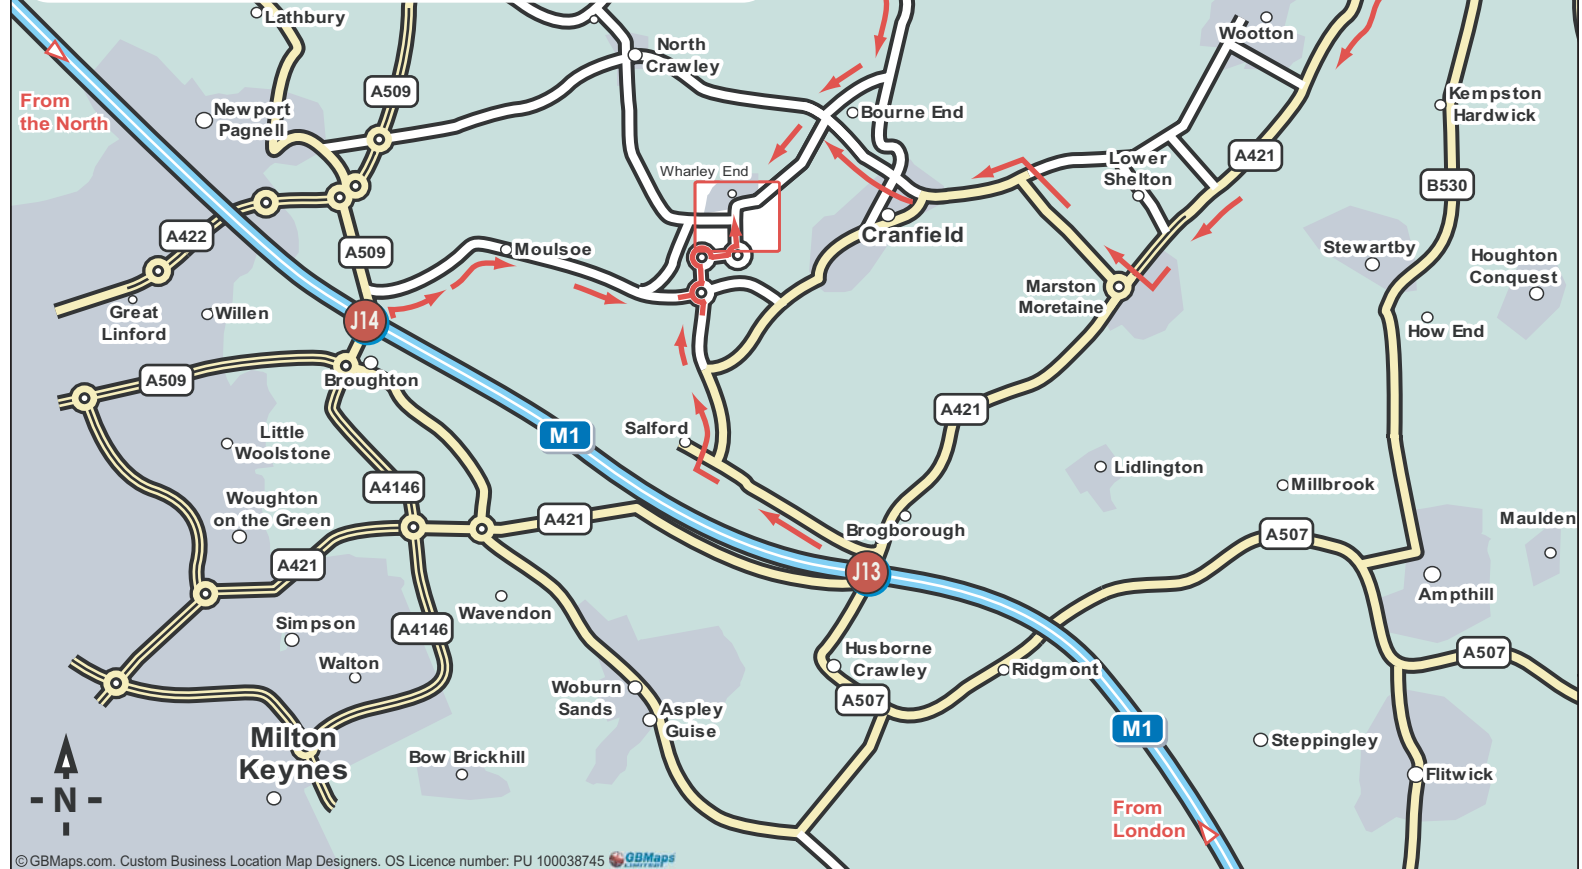 Lathbury
North
Crawley
Wootton
A509
From
the North
Newport
Pagnell
Bourne End
Kempston
Hardwick
Wharley End
Lower
Shelton
A421
B530
A422
A509
Moulsoe
Cranfield
Stewartby
Houghton
Conquest
Marston
Moretaine
Great
Linford
Willen
J14
How End
A509
Broughton
A421
Little
Woolstone
Salford
M1
Lidlington
Woughton
on the Green
A4146
A421
Millbrook
Brogborough
A507
Maulden
A421
J13
Ampthill
Simpson
Wavendon
A4146
Walton
Husborne
Crawley
Ridgmont
A507
Woburn
Sands
Aspley
Guise
A507
M1
Milton
Keynes
Bow Brickhill
Steppingley
Flitwick
- N -
From
London
© GBMaps.com. Custom Business Location Map Designers. OS Licence number: PU 100038745 GBMaps LIMITED